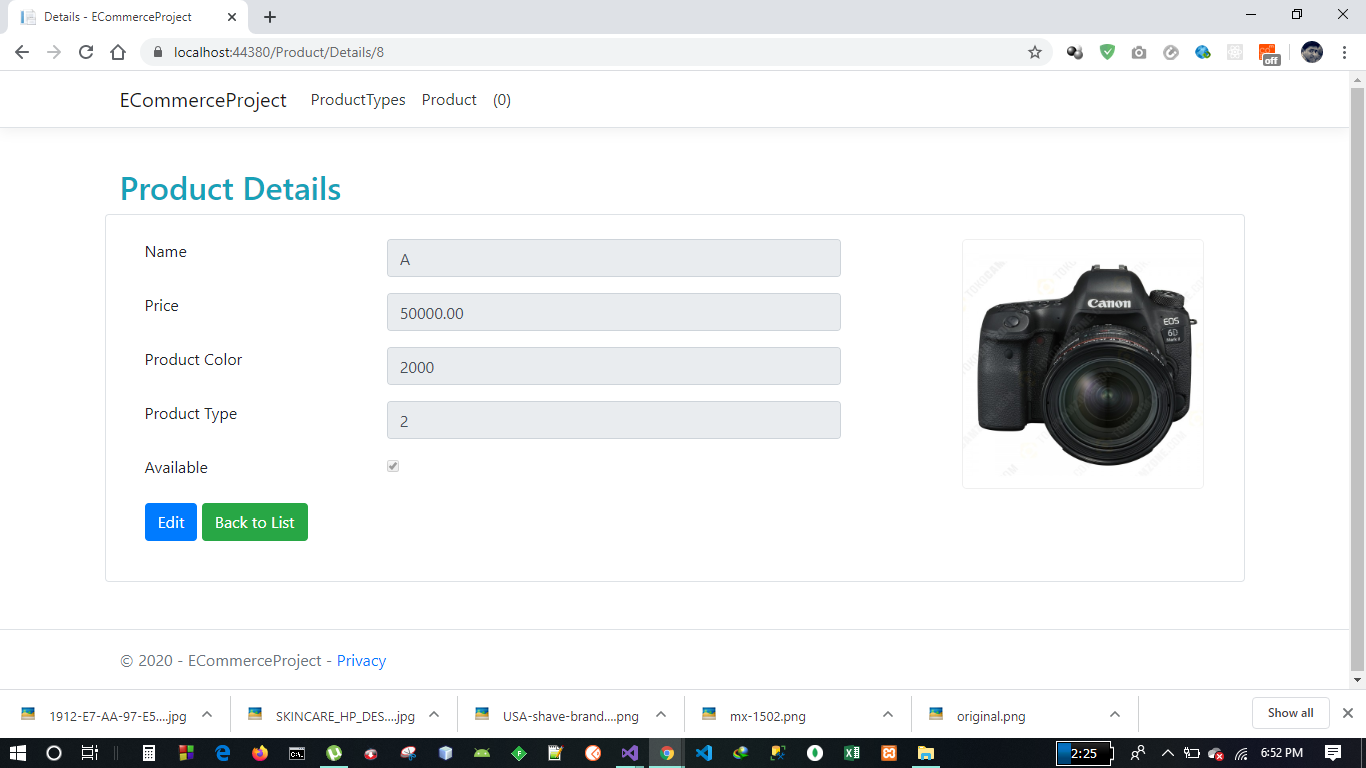 Details - ECommerceProject
localhost:44380/Product/Details/8
off
ECommerceProject ProductTypes Product (0)
Product Details
Name A
Price 50000.00
Product Color 2000
Product Type 2
Available
Canon
EOS
6D
Mark II
Edit Back to List
© 2020 - ECommerceProject - Privacy
1912-E7-AA-97-E5....jpg SKINCARE_HP_DES....jpg USA-shave-brand....png mx-1502.png original.png Show all
2:25 6:52 PM